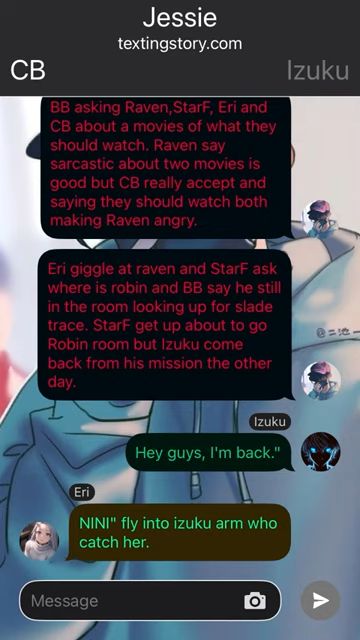 Jessie
textingstory.com
CB
Izuku
BB asking Raven,StarF, Eri and
CB about a movies of what they
should watch. Raven say
sarcastic about two movies is
good but CB really accept and
saying they should watch both
making Raven angry.
Eri giggle at raven and StarF ask
where is robin and BB say he still
in the room looking up for slade
trace. StarF get up about to go
Robin room but Izuku come
back from his mission the other
day.
Izuku
Hey guys, I'm back."
Eri
NINI" fly into izuku arm who
catch her.
Message